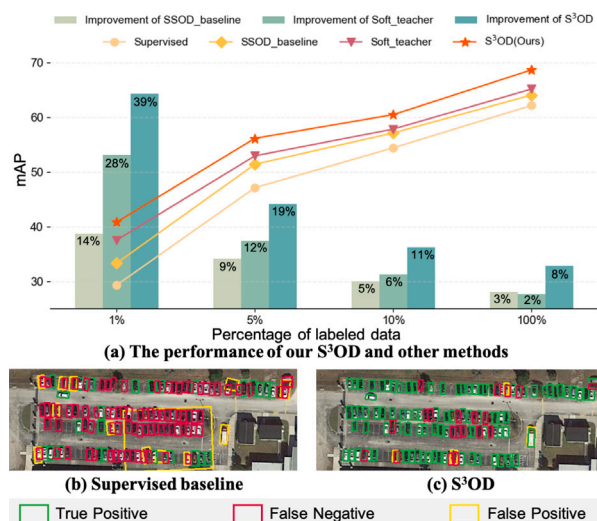 Improvement of SSOD_baseline Improvement of Soft_teacher Improvement of S³OD
Supervised SSOD_baseline Soft_teacher S³OD(Ours)
70
60
50
40
30
mAP
14% 28% 39%
9% 12% 19%
5% 6% 11%
3% 2% 8%
1% 5% 10% 100%
Percentage of labeled data
(a) The performance of our S³OD and other methods
(b) Supervised baseline (c) S³OD
True Positive False Negative False Positive